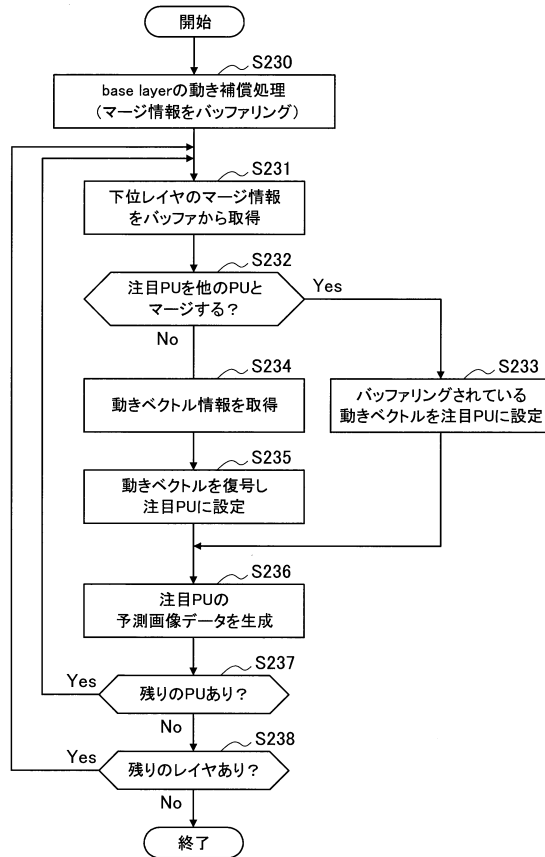 開始
S230
base layerの動き補償処理
（マージ情報をバッファリング）
S231
下位レイヤのマージ情報
をバッファから取得
S232
注目PUを他のPUと
マージする？
Yes
No
S233
バッファリングされている
動きベクトルを注目PUに設定
S234
動きベクトル情報を取得
S235
動きベクトルを復号し
注目PUに設定
S236
注目PUの
予測画像データを生成
S237
Yes
残りのPUあり？
No
S238
Yes
残りのレイヤあり？
No
終了